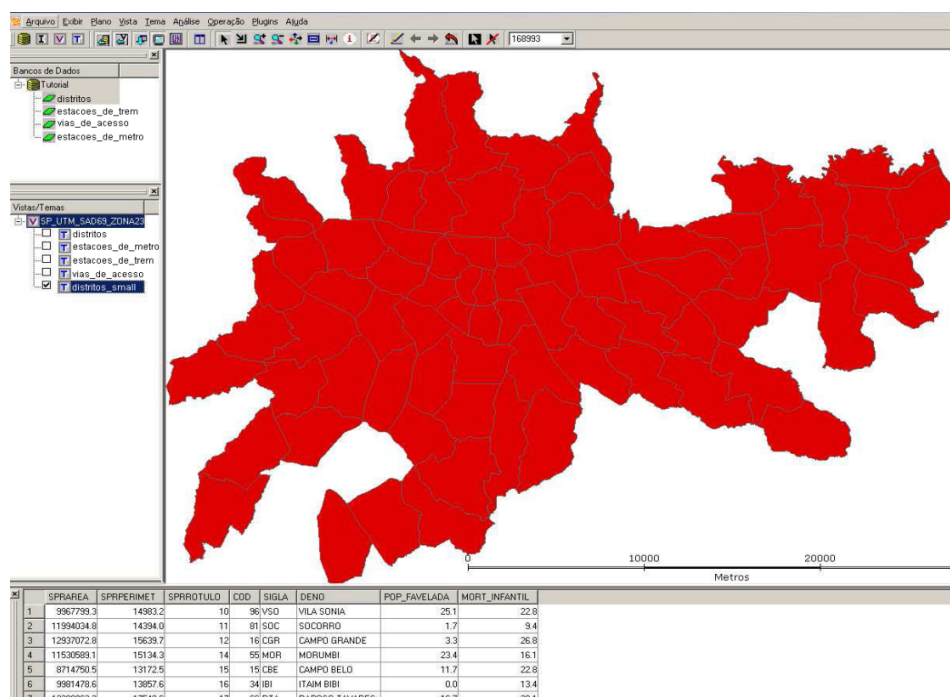 Arquivo Exibir Plano Vista Tema Análise Operação Plugins Ajuda
168993
Bancos de Dados
Tutorial
distritos
estacoes_de_trem
vias_de_acesso
estacoes_de_metro
Vistas/Temas
SP_UTM_SAD69_ZONA23
distritos
estacoes_de_metro
estacoes_de_trem
vias_de_acesso
distritos_small
0 10000 20000
Metros
SPRAREA SPRPERIMET SPRROTULO COD SIGLA DENO POP_FAVELADA MORT_INFANTIL
1 9967799.3 14983.2 10 96 VSO VILA SONIA 25.1 22.8
2 11994034.8 14394.0 11 81 SOC SOCORRO 1.7 9.4
3 12937072.8 15639.7 12 16 CGR CAMPO GRANDE 3.3 26.8
4 11530589.1 15134.3 14 55 MOR MORUMBI 23.4 16.1
5 8714750.5 13172.5 15 15 CBE CAMPO BELO 11.7 22.8
6 9981478.6 13857.6 16 34 IBI ITAIM BIBI 0.0 13.4